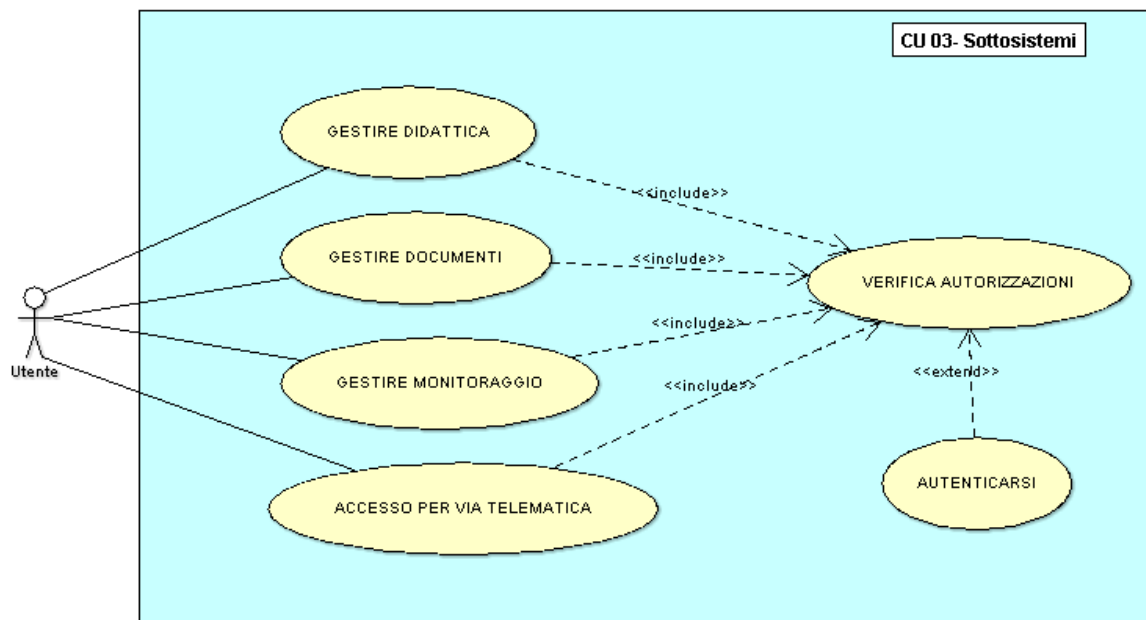 CU 03- Sottosistemi
GESTIRE DIDATTICA
<<include>>
GESTIRE DOCUMENTI
<<include>>
VERIFICA AUTORIZZAZIONI
<<include>>
Utente
GESTIRE MONITORAGGIO
<<include>>
<<extend>>
AUTENTICARSI
ACCESSO PER VIA TELEMATICA